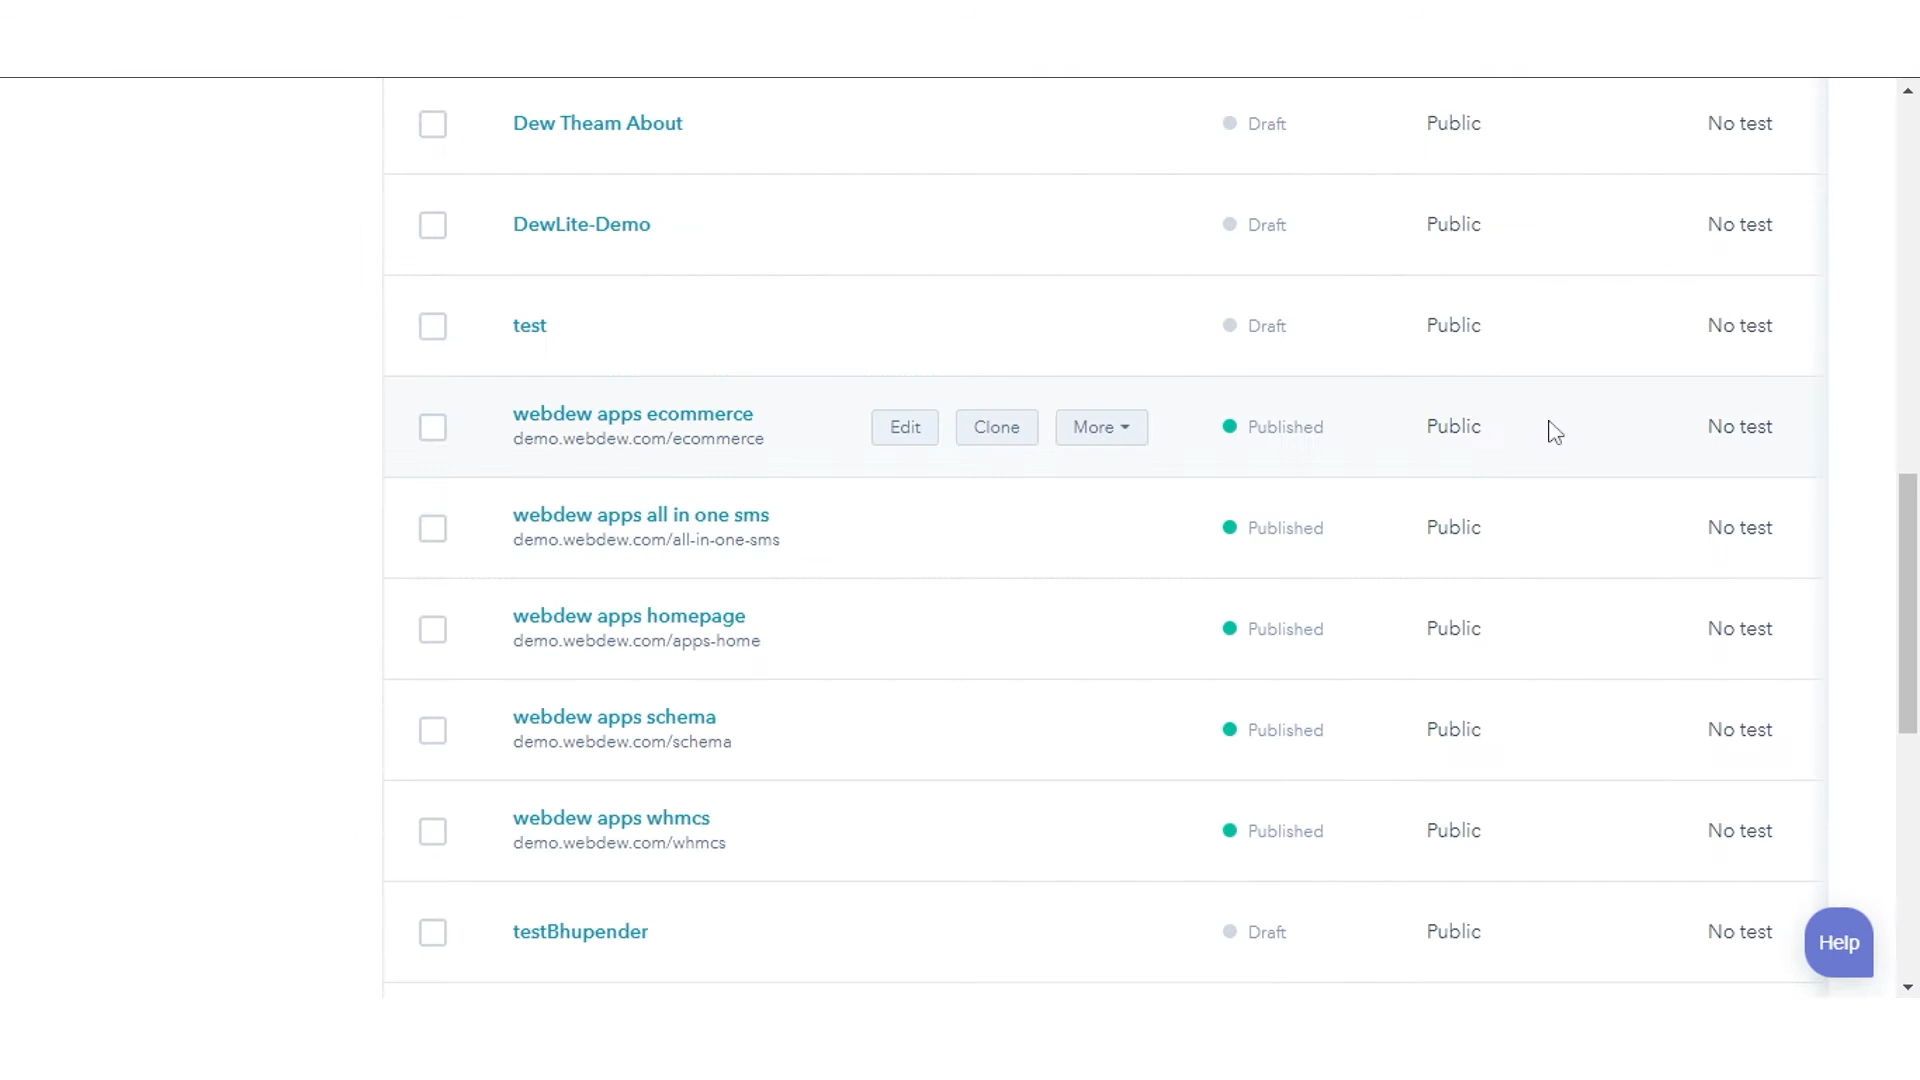 Dew Theam About Draft Public No test
DewLite-Demo Draft Public No test
test Draft Public No test
webdew apps ecommerce
demo.webdew.com/ecommerce
Edit Clone More Published Public No test
webdew apps all in one sms
demo.webdew.com/all-in-one-sms
Published Public No test
webdew apps homepage
demo.webdew.com/apps-home
Published Public No test
webdew apps schema
demo.webdew.com/schema
Published Public No test
webdew apps whmcs
demo.webdew.com/whmcs
Published Public No test
testBhupender Draft Public No test
Help